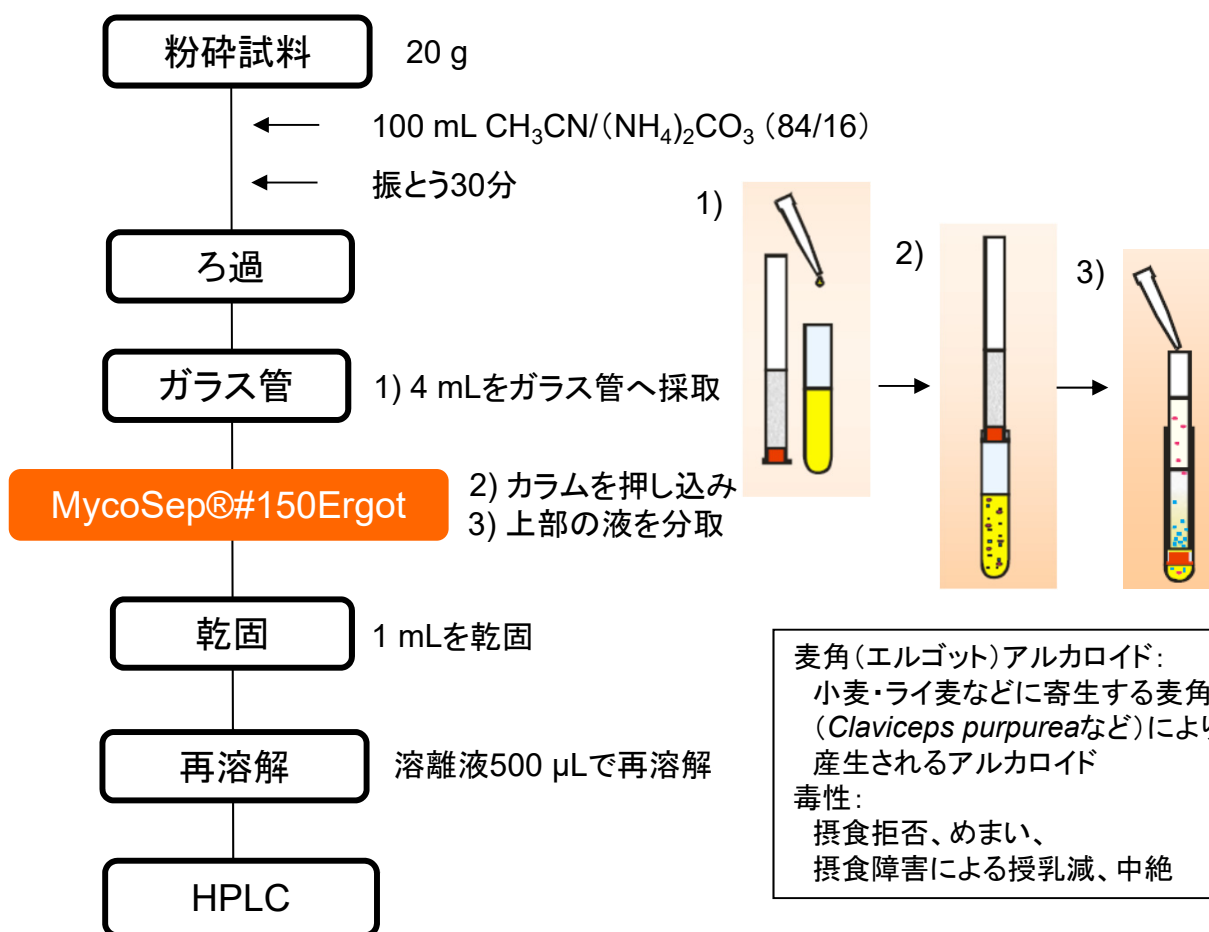 粉砕試料
20 g
100 mL CH₃CN/(NH₄)₂CO₃ (84/16)
振とう30分
ろ過
ガラス管
1) 4 mLをガラス管へ採取
MycoSep®#150Ergot
2) カラムを押し込み
3) 上部の液を分取
乾固
1 mLを乾固
再溶解
溶離液500 µLで再溶解
HPLC
1)
2)
3)
麦角(エルゴット)アルカロイド:
小麦・ライ麦などに寄生する麦角
(Claviceps purpureaなど)により
産生されるアルカロイド
毒性:
摂食拒否、めまい、
摂食障害による授乳減、中絶